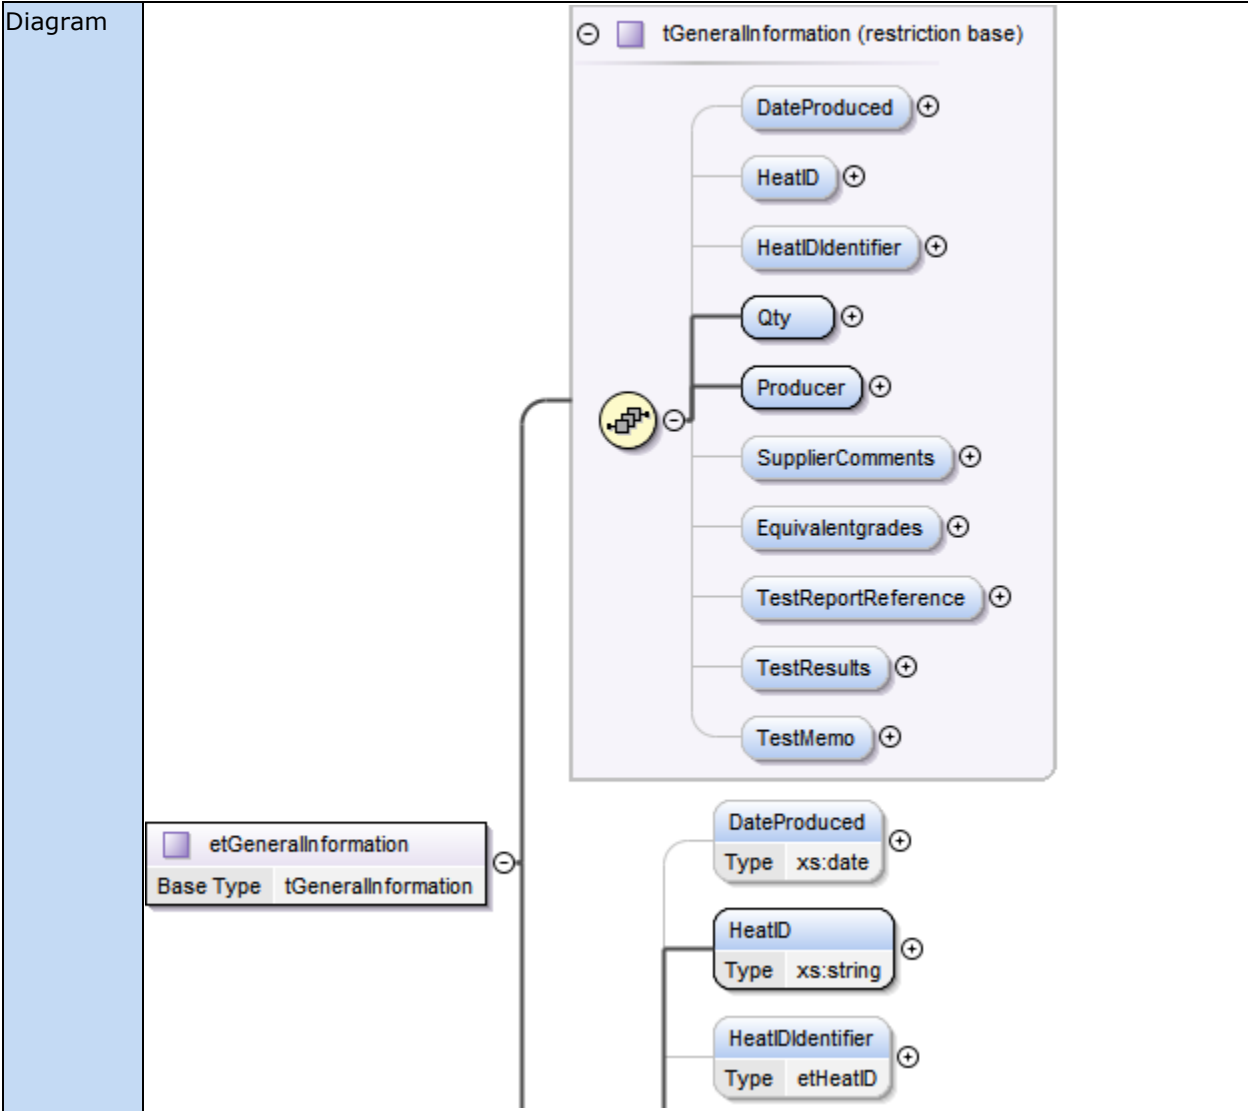 Diagram
tGeneralInformation (restriction base)
DateProduced
HeatID
HeatIDIdentifier
Qty
Producer
SupplierComments
Equivalentgrades
TestReportReference
TestResults
TestMemo
etGeneralInformation
Base Type tGeneralInformation
DateProduced
Type xs:date
HeatID
Type xs:string
HeatIDIdentifier
Type etHeatID